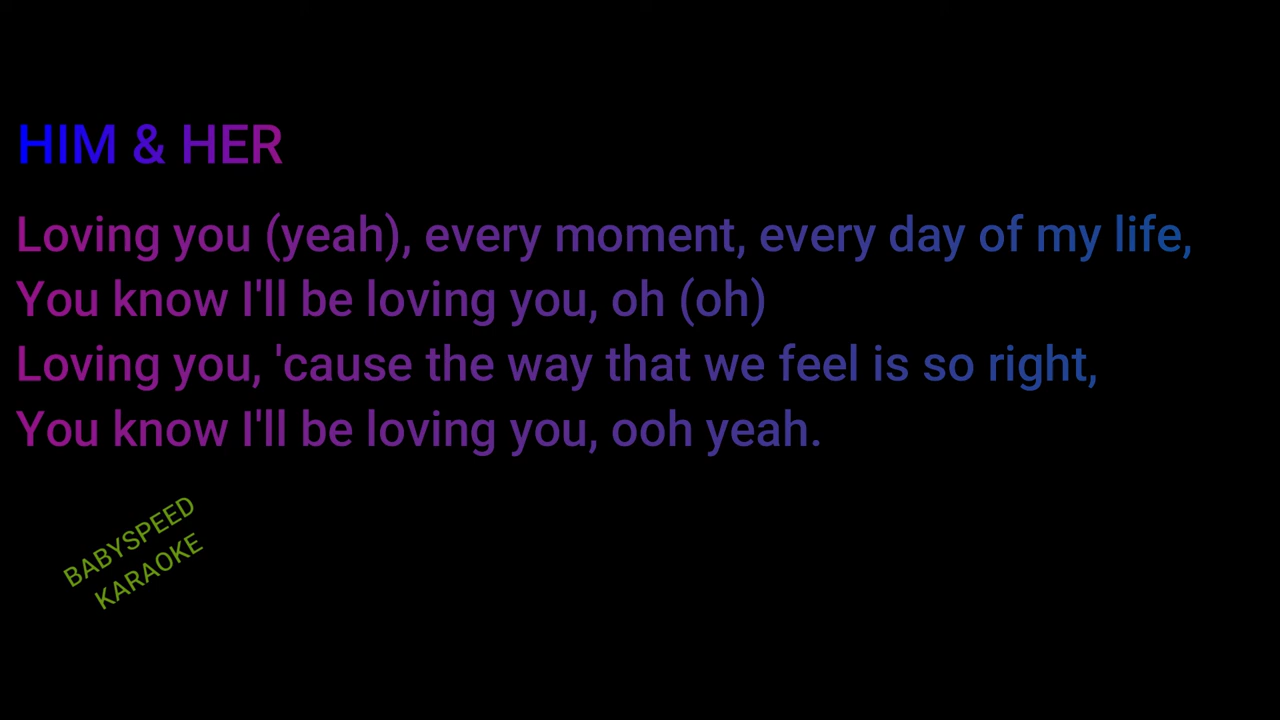 HIM & HER
Loving you (yeah), every moment, every day of my life,
You know I'll be loving you, oh (oh)
Loving you, 'cause the way that we feel is so right,
You know I'll be loving you, ooh yeah.
BABYSPEED
KARAOKE